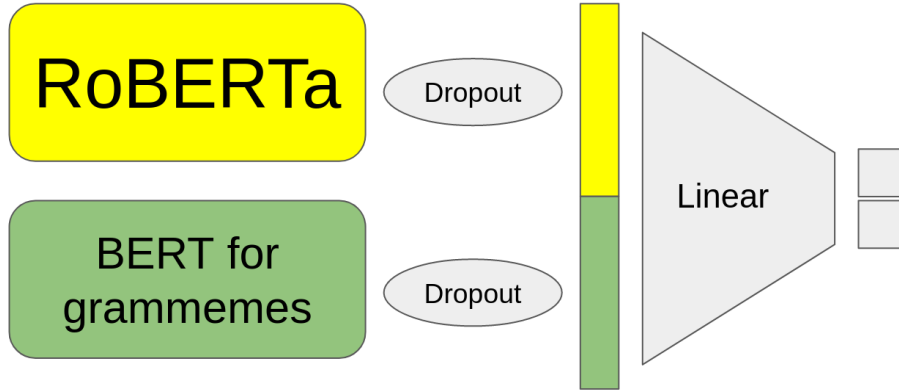 RoBERTa
Dropout
BERT for
grammemes
Dropout
Linear